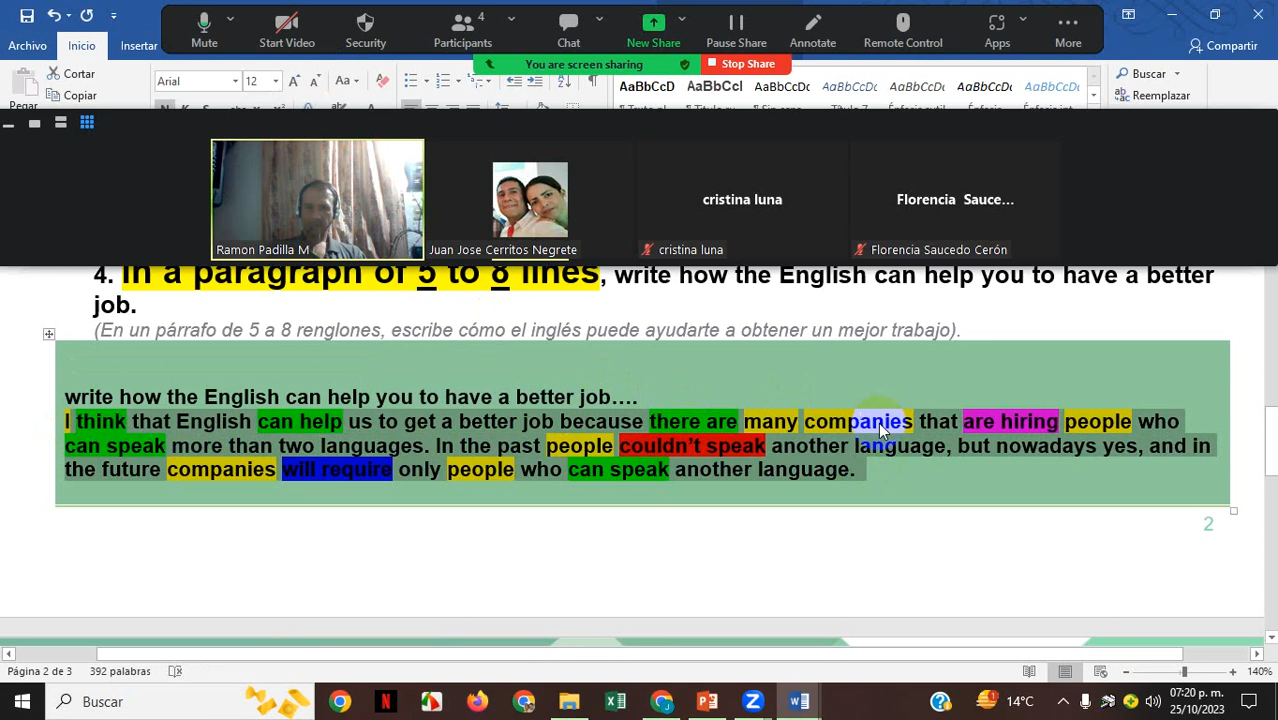 Archivo Inicio Insertar
Mute Start Video Security Participants 4 Chat New Share Pause Share Annotate Remote Control Apps More
Compartir
You are screen sharing Stop Share
Cortar
Copiar
Pegar
Arial 12 Aa
AaBbCcD AaBbCcI AaBbCcDc AaBbCcDc AaBbCcDc AaBbCcDc
Buscar
Reemplazar
Ramon Padilla M
Juan Jose Cerritos Negrete
cristina luna
cristina luna
Florencia Sauce...
Florencia Saucedo Cerón
4. In a paragraph of 5 to 8 lines, write how the English can help you to have a better
job.
(En un párrafo de 5 a 8 renglones, escribe cómo el inglés puede ayudarte a obtener un mejor trabajo).
write how the English can help you to have a better job….
I think that English can help us to get a better job because there are many companies that are hiring people who
can speak more than two languages. In the past people couldn’t speak another language, but nowadays yes, and in
the future companies will require only people who can speak another language.
2
Página 2 de 3 392 palabras 140%
Buscar
14°C
07:20 p. m.
25/10/2023